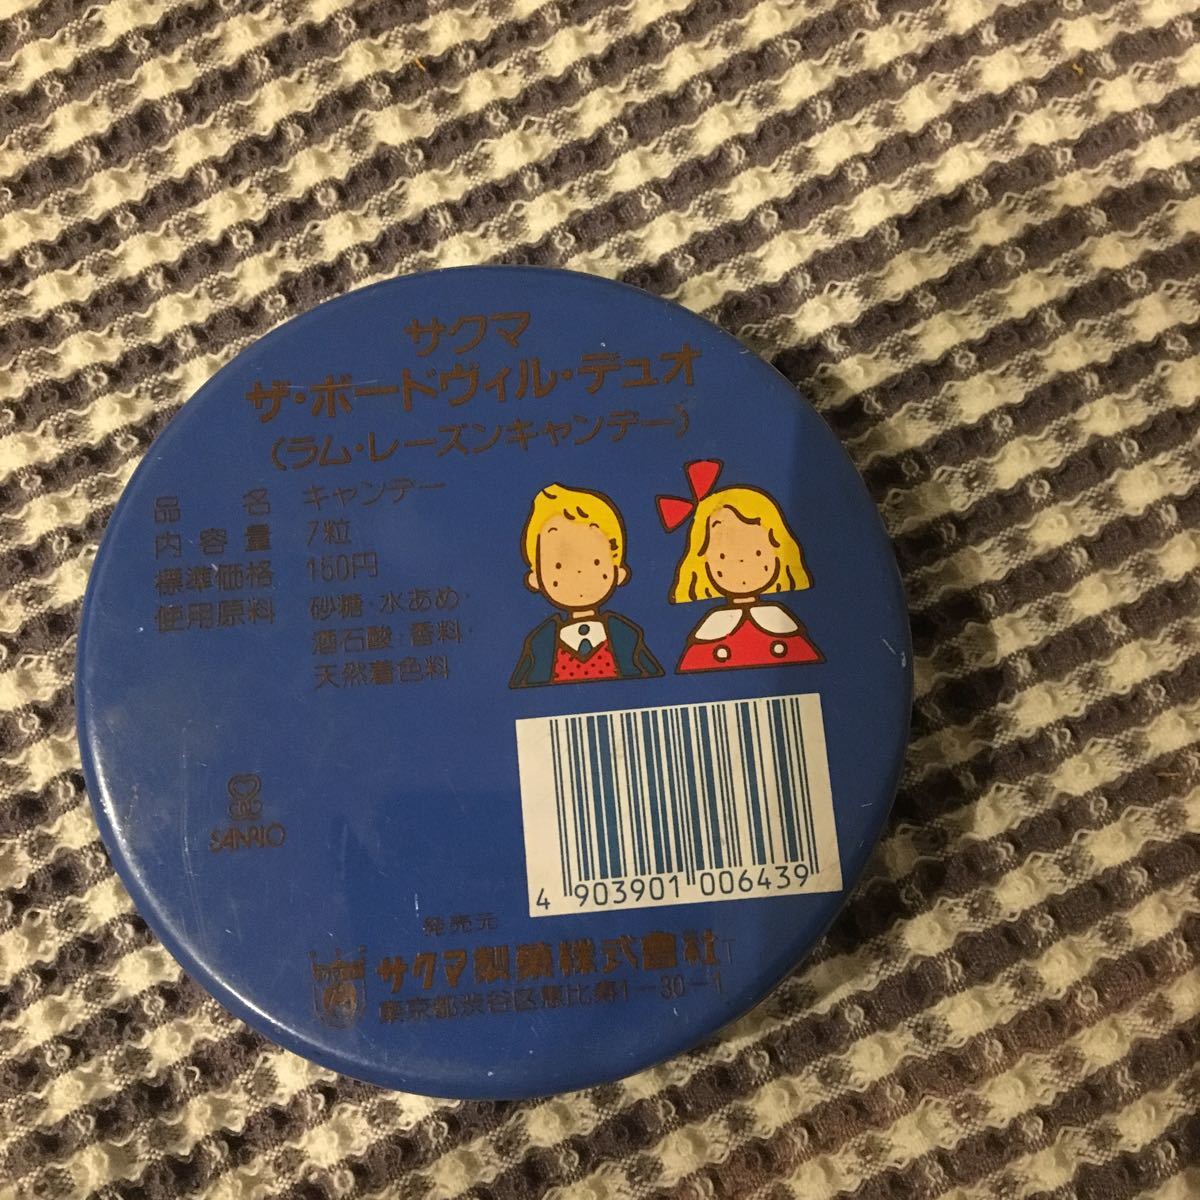 サクマ
ザ・ボードヴィル・デュオ
(ラム・レーズンキャンデー)
品名 キャンデー
内容量 7粒
標準価格 150円
使用原料 砂糖・水あめ・
酒石酸・香料・
天然着色料
SANRIO
4 903901 006439
発売元
サクマ製菓株式會社 T
東京都渋谷区恵比寿1-30-1